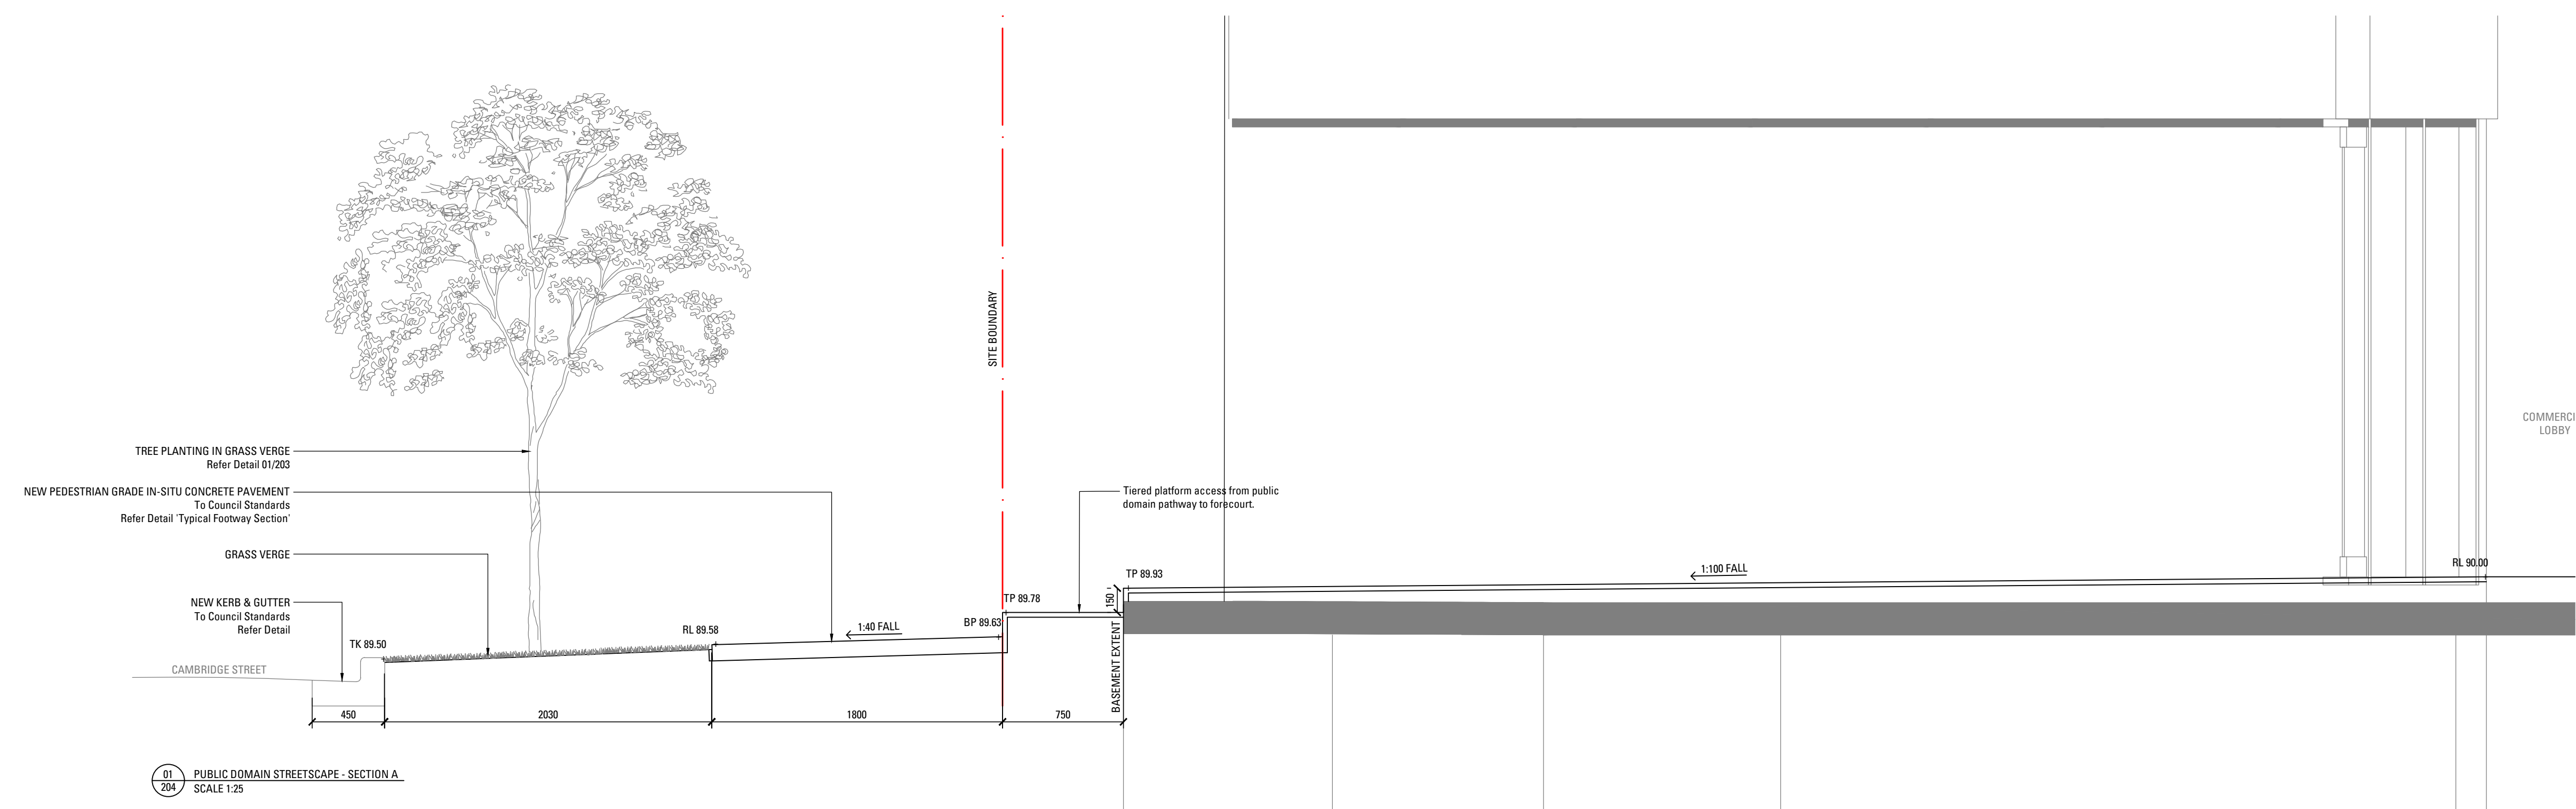 SITE BOUNDARY
COMMERCI
LOBBY
TREE PLANTING IN GRASS VERGE
Refer Detail 01/203
NEW PEDESTRIAN GRADE IN-SITU CONCRETE PAVEMENT
To Council Standards
Refer Detail 'Typical Footway Section'
Tiered platform access from public
domain pathway to forecourt.
GRASS VERGE
NEW KERB & GUTTER
To Council Standards
Refer Detail
TK 89.50
RL 89.58
1:40 FALL
BP 89.63
TP 89.78
TP 89.93
150
1:100 FALL
RL 90.00
CAMBRIDGE STREET
BASEMENT EXTENT
450
2030
1800
750
01
204
PUBLIC DOMAIN STREETSCAPE - SECTION A
SCALE 1:25